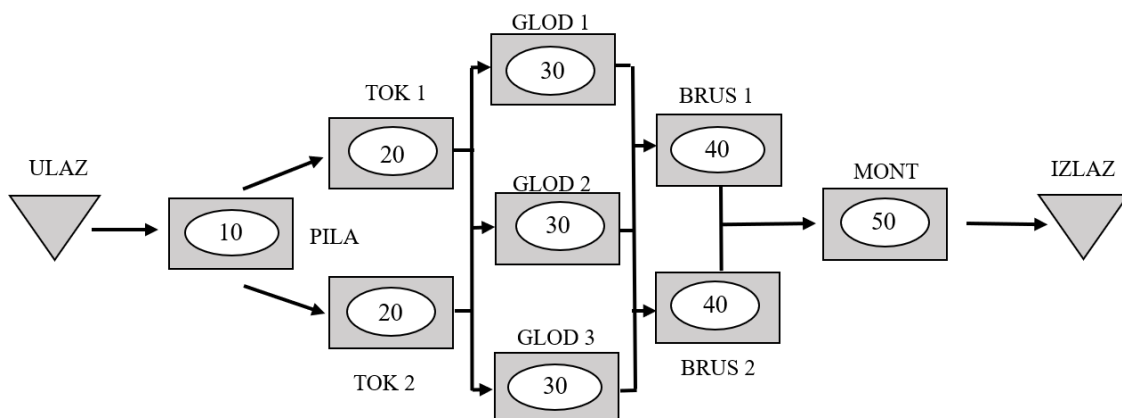 ULAZ
10
PILA
TOK 1
20
20
TOK 2
GLOD 1
30
GLOD 2
30
GLOD 3
30
BRUS 1
40
40
BRUS 2
MONT
50
IZLAZ